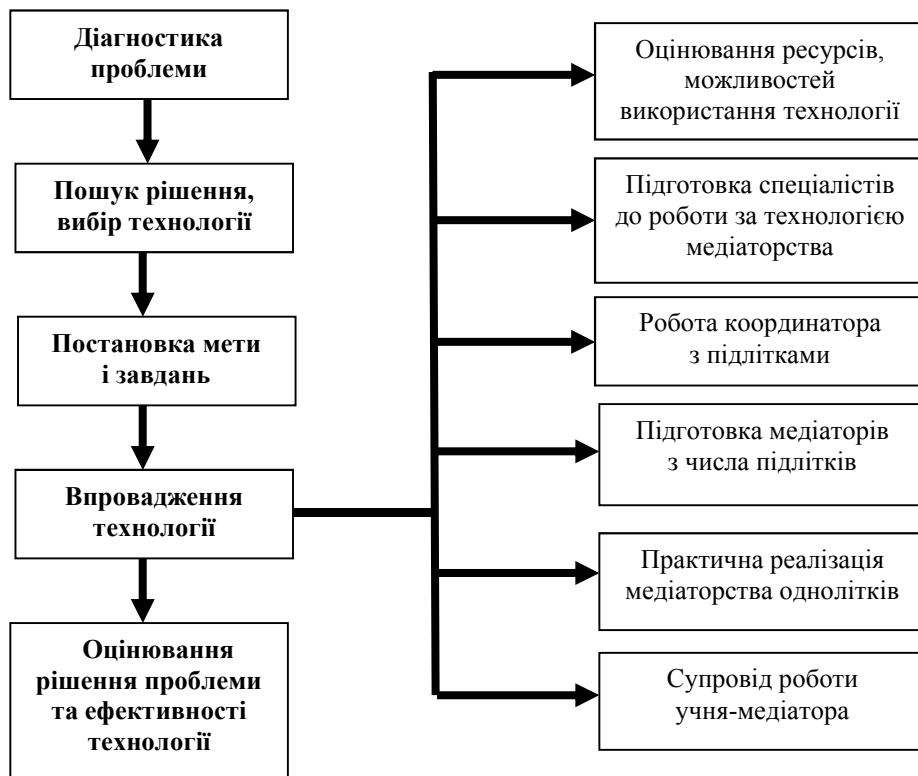 Діагностика
проблеми
Пошук рішення,
вибір технології
Постановка мети
і завдань
Впровадження
технології
Оцінювання
рішення проблеми
та ефективності
технології
Оцінювання ресурсів,
можливостей
використання технології
Підготовка спеціалістів
до роботи за технологією
медіаторства
Робота координатора
з підлітками
Підготовка медіаторів
з числа підлітків
Практична реалізація
медіаторства однолітків
Супровід роботи
учня-медіатора